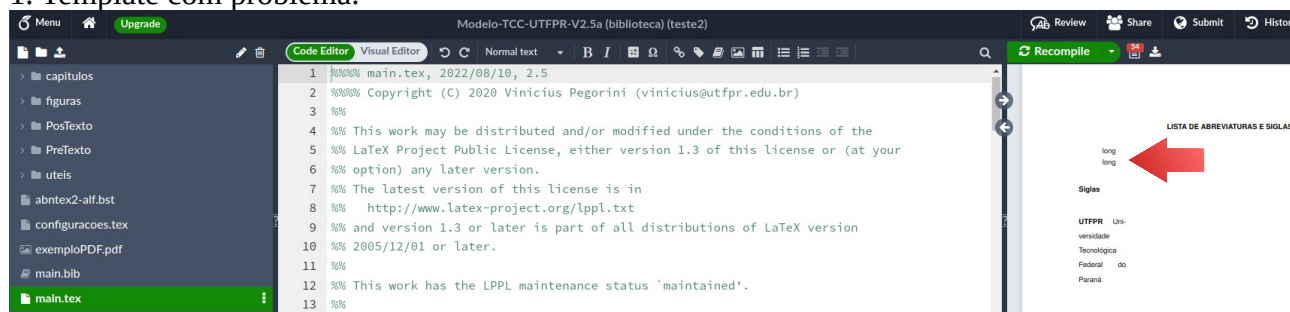 1. Template com problema:
Menu Upgrade Modelo-TCC-UTFPR-V2.5a (biblioteca) (teste2) Review Share Submit Histor
Code Editor Visual Editor Normal text B I Ω Recompile 54
capitulos
figuras
PosTexto
PreTexto
uteis
abntex2-alf.bst
configuracoes.tex
exemploPDF.pdf
main.bib
main.tex
1 %%%% main.tex, 2022/08/10, 2.5
2 %%%% Copyright (C) 2020 Vinicius Pegorini (vinicius@utfpr.edu.br)
3 %%
4 %% This work may be distributed and/or modified under the conditions of the
5 %% LaTeX Project Public License, either version 1.3 of this license or (at your
6 %% option) any later version.
7 %% The latest version of this license is in
8 %% http://www.latex-project.org/lppl.txt
9 %% and version 1.3 or later is part of all distributions of LaTeX version
10 %% 2005/12/01 or later.
11 %%
12 %% This work has the LPPL maintenance status `maintained'.
13 %%
LISTA DE ABREVIATURAS E SIGLAS
long
long
Siglas
UTFPR Uni-
versidade
Tecnológica
Federal do
Paraná